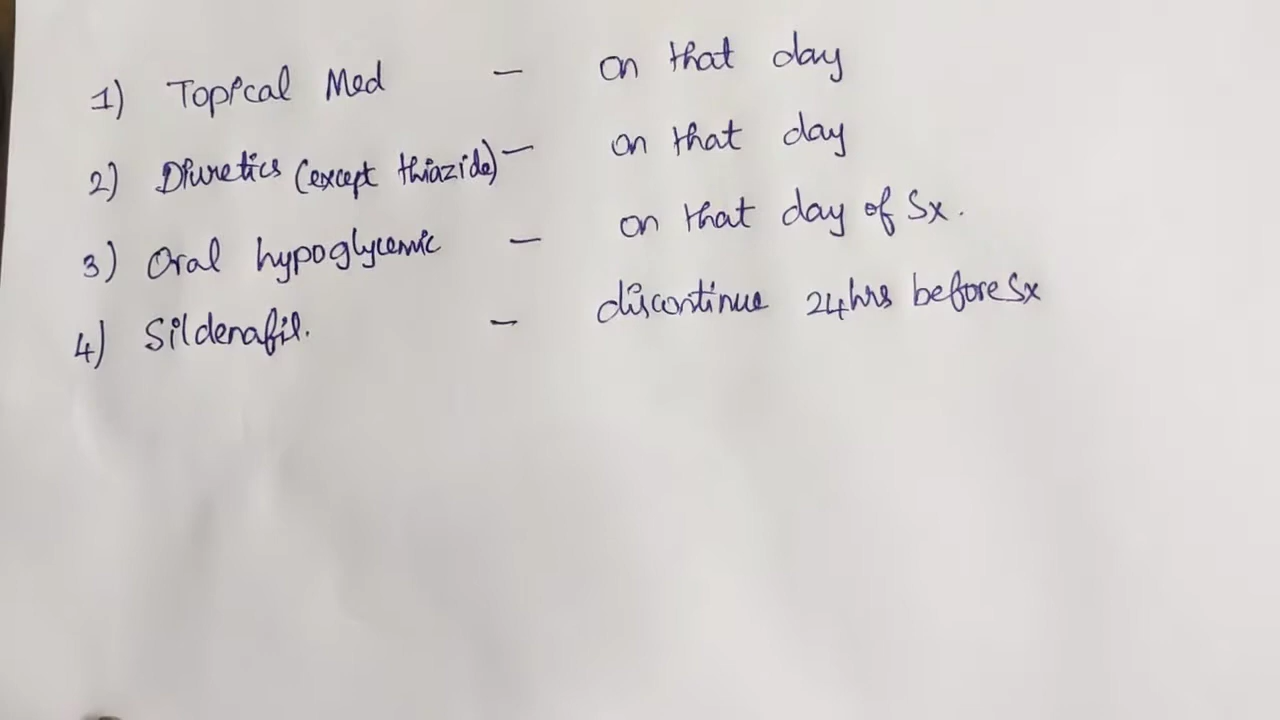 1) Topical Med - on that day
2) Diuretics (except thiazide) - on that day
3) Oral hypoglycemic - on that day of Sx.
4) Sildenafil. - discontinue 24hrs before Sx